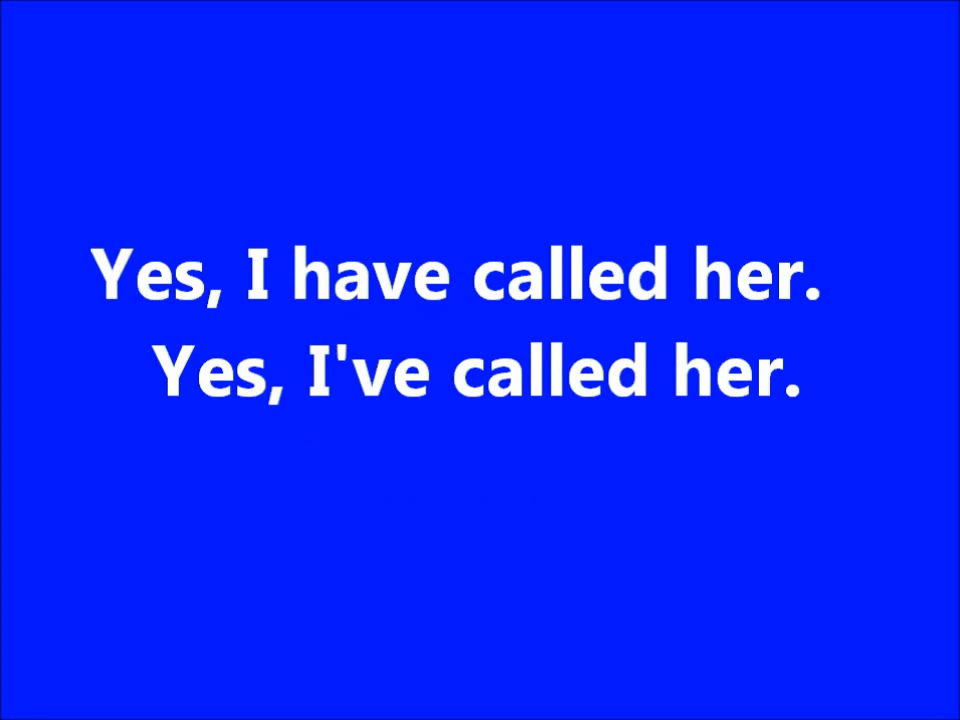 Yes, I have called her.
Yes, I've called her.